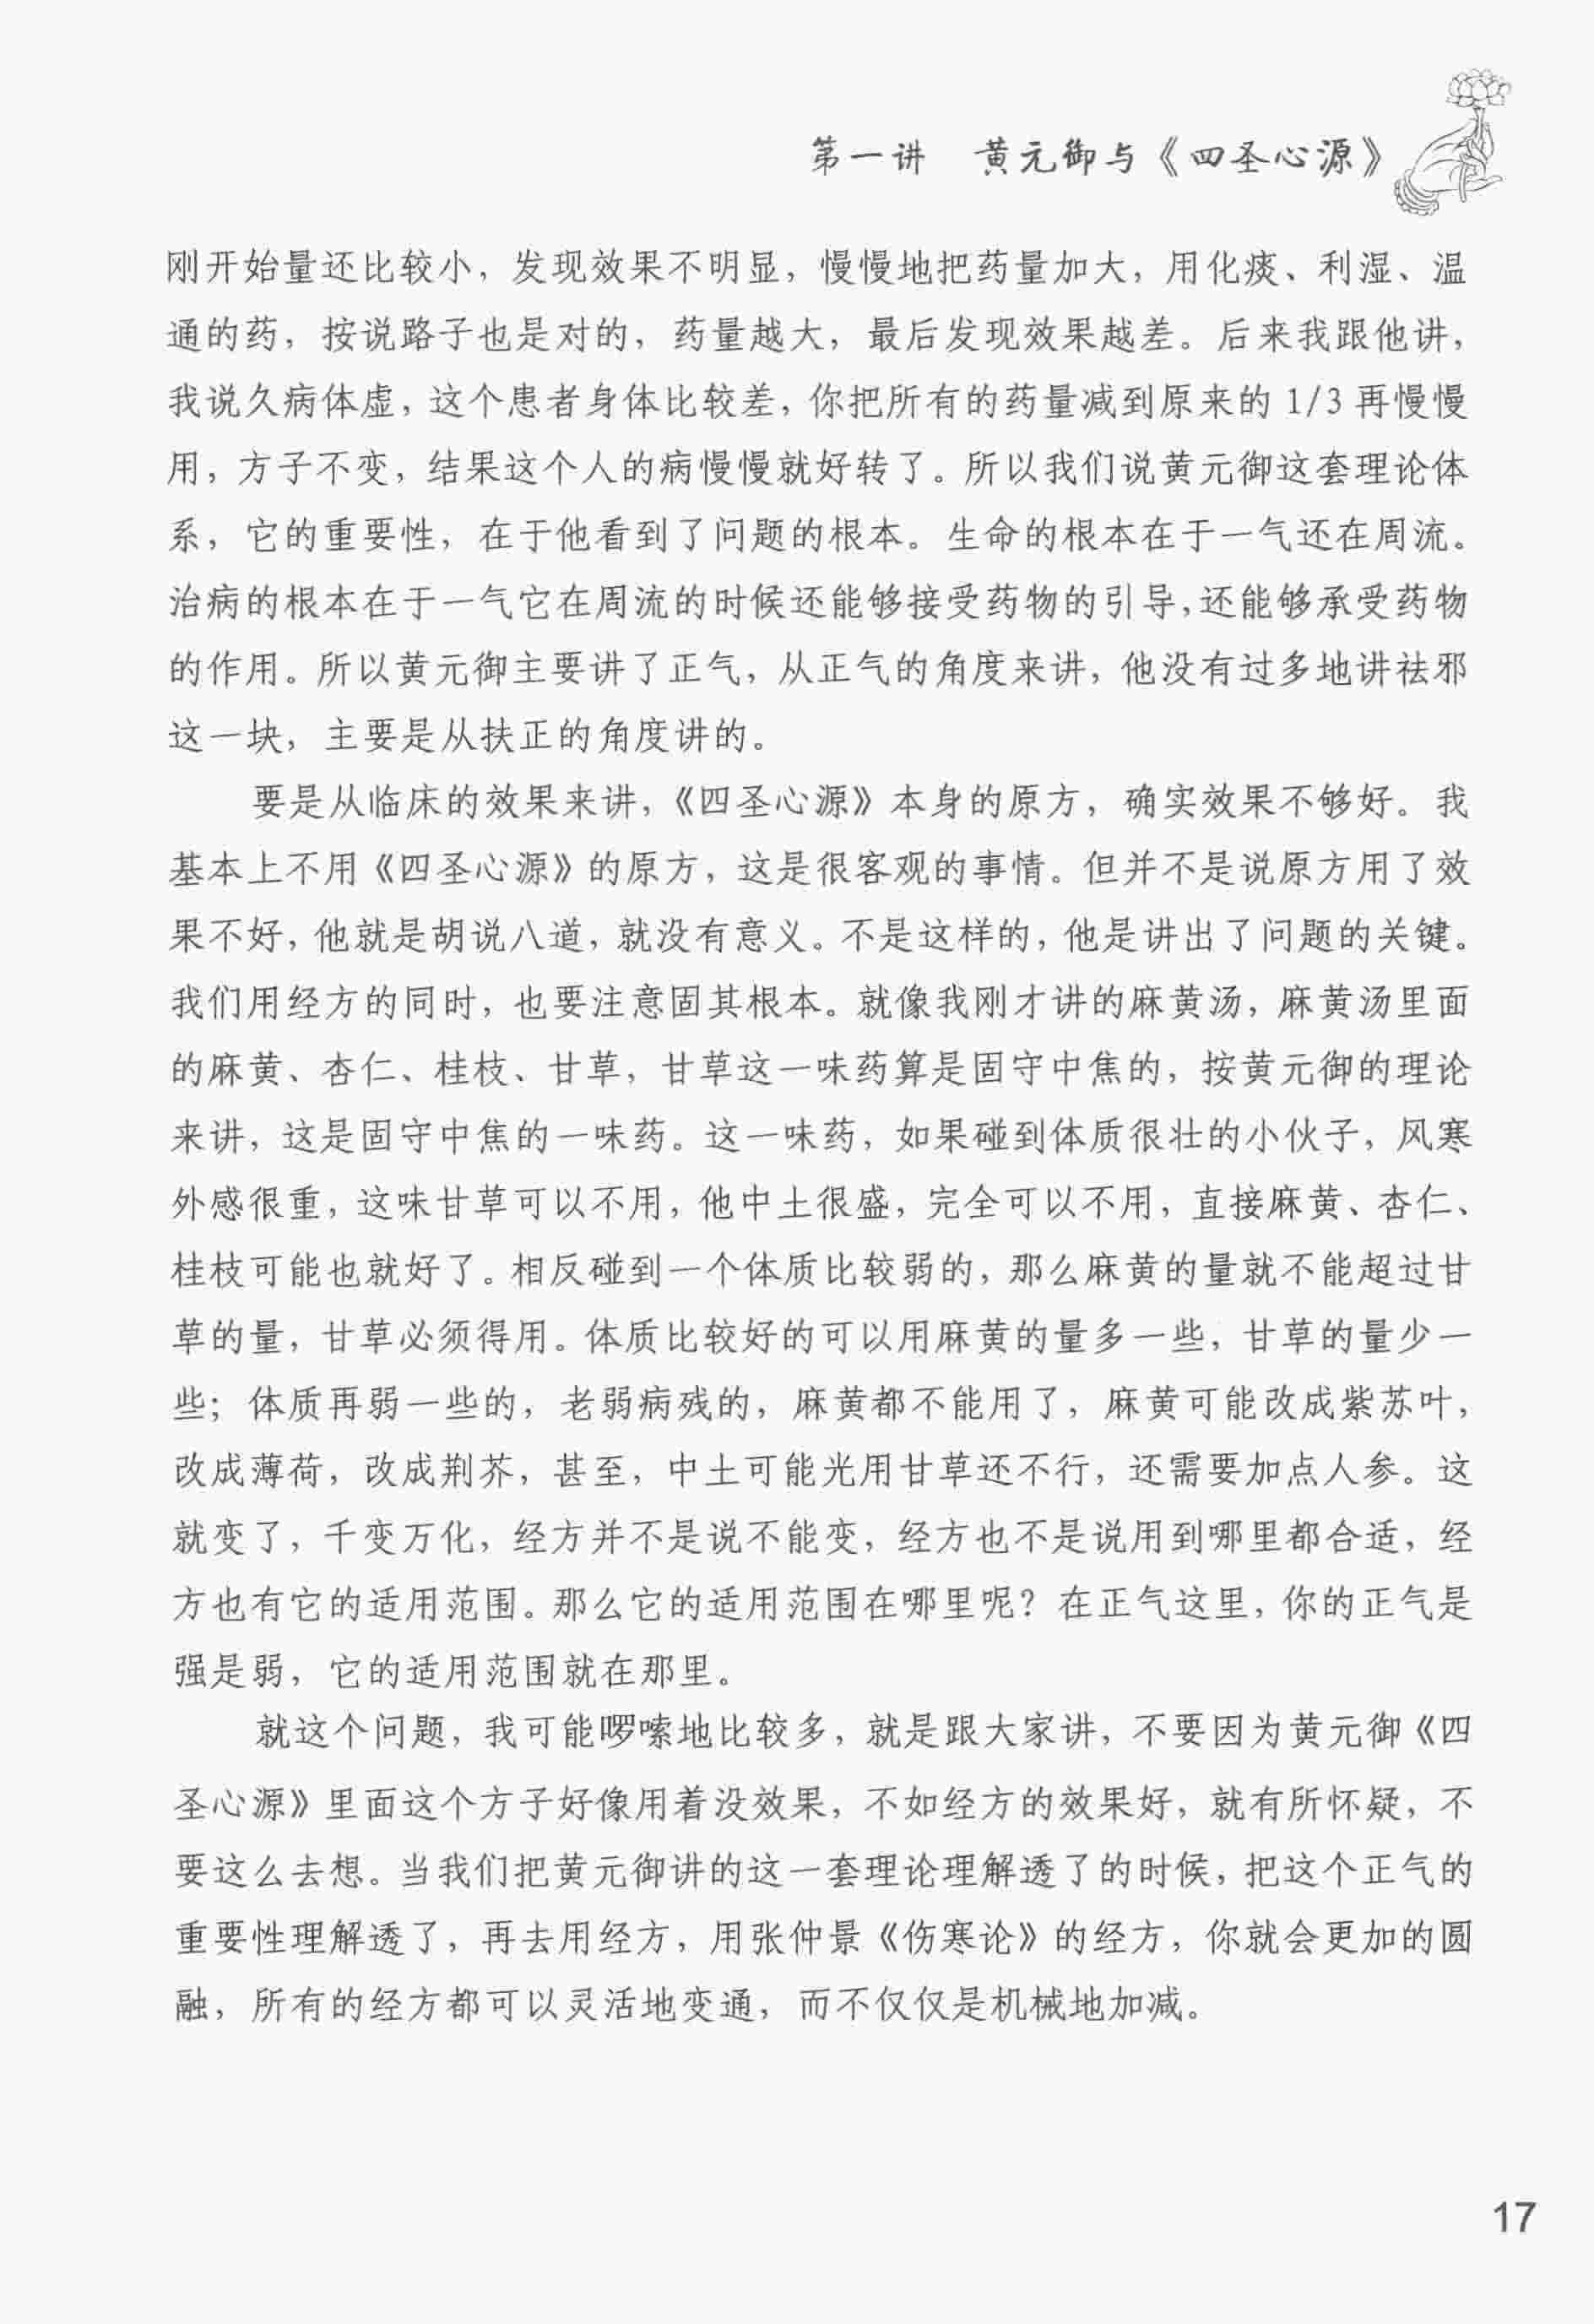 第一讲　黄元御与《四圣心源》
刚开始量还比较小，发现效果不明显，慢慢地把药量加大，用化痰、利湿、温
通的药，按说路子也是对的，药量越大，最后发现效果越差。后来我跟他讲，
我说久病体虚，这个患者身体比较差，你把所有的药量减到原来的 1/3 再慢慢
用，方子不变，结果这个人的病慢慢就好转了。所以我们说黄元御这套理论体
系，它的重要性，在于他看到了问题的根本。生命的根本在于一气还在周流。
治病的根本在于一气它在周流的时候还能够接受药物的引导，还能够承受药物
的作用。所以黄元御主要讲了正气，从正气的角度来讲，他没有过多地讲祛邪
这一块，主要是从扶正的角度讲的。
要是从临床的效果来讲，《四圣心源》本身的原方，确实效果不够好。我
基本上不用《四圣心源》的原方，这是很客观的事情。但并不是说原方用了效
果不好，他就是胡说八道，就没有意义。不是这样的，他是讲出了问题的关键。
我们用经方的同时，也要注意固其根本。就像我刚才讲的麻黄汤，麻黄汤里面
的麻黄、杏仁、桂枝、甘草，甘草这一味药算是固守中焦的，按黄元御的理论
来讲，这是固守中焦的一味药。这一味药，如果碰到体质很壮的小伙子，风寒
外感很重，这味甘草可以不用，他中土很盛，完全可以不用，直接麻黄、杏仁、
桂枝可能也就好了。相反碰到一个体质比较弱的，那么麻黄的量就不能超过甘
草的量，甘草必须得用。体质比较好的可以用麻黄的量多一些，甘草的量少一
些；体质再弱一些的，老弱病残的，麻黄都不能用了，麻黄可能改成紫苏叶，
改成薄荷，改成荆芥，甚至，中土可能光用甘草还不行，还需要加点人参。这
就变了，千变万化，经方并不是说不能变，经方也不是说用到哪里都合适，经
方也有它的适用范围。那么它的适用范围在哪里呢？在正气这里，你的正气是
强是弱，它的适用范围就在那里。
就这个问题，我可能啰嗦地比较多，就是跟大家讲，不要因为黄元御《四
圣心源》里面这个方子好像用着没效果，不如经方的效果好，就有所怀疑，不
要这么去想。当我们把黄元御讲的这一套理论理解透了的时候，把这个正气的
重要性理解透了，再去用经方，用张仲景《伤寒论》的经方，你就会更加的圆
融，所有的经方都可以灵活地变通，而不仅仅是机械地加减。
17